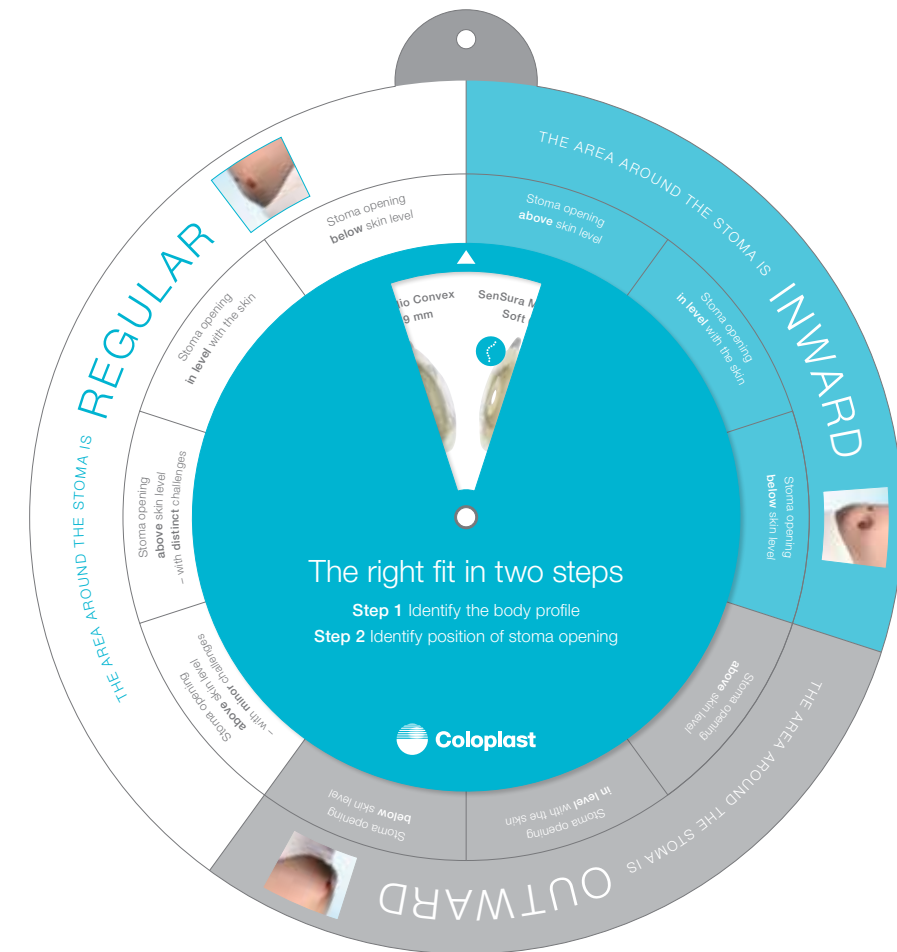 THE AREA AROUND THE STOMA IS REGULAR
Stoma opening
below skin level
Stoma opening
in level with the skin
Stoma opening
above skin level
– with distinct challenges
Stoma opening
above skin level
– with minor challenges
THE AREA AROUND THE STOMA IS INWARD
Stoma opening
above skin level
Stoma opening
in level with the skin
Stoma opening
below skin level
THE AREA AROUND THE STOMA IS OUTWARD
Stoma opening
above skin level
Stoma opening
in level with the skin
Stoma opening
below skin level
io Convex
9 mm
SenSura M
Soft
The right fit in two steps
Step 1 Identify the body profile
Step 2 Identify position of stoma opening
Coloplast